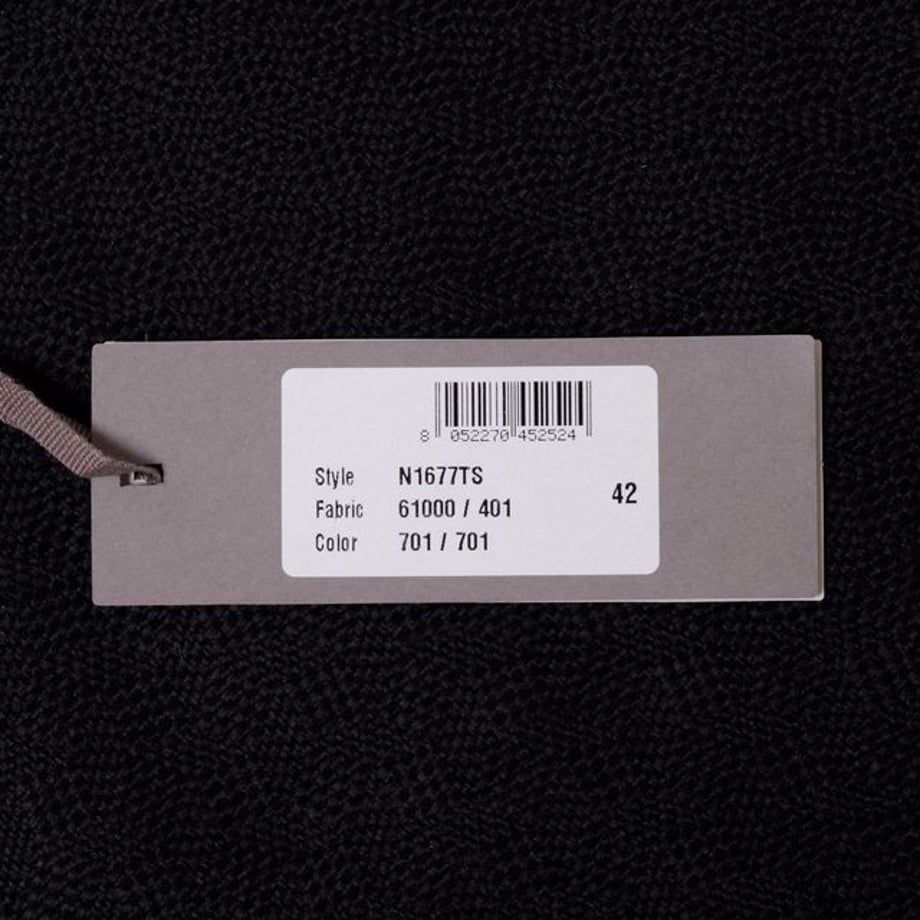 8 052270 452524
Style N1677TS
Fabric 61000 / 401
Color 701 / 701
42